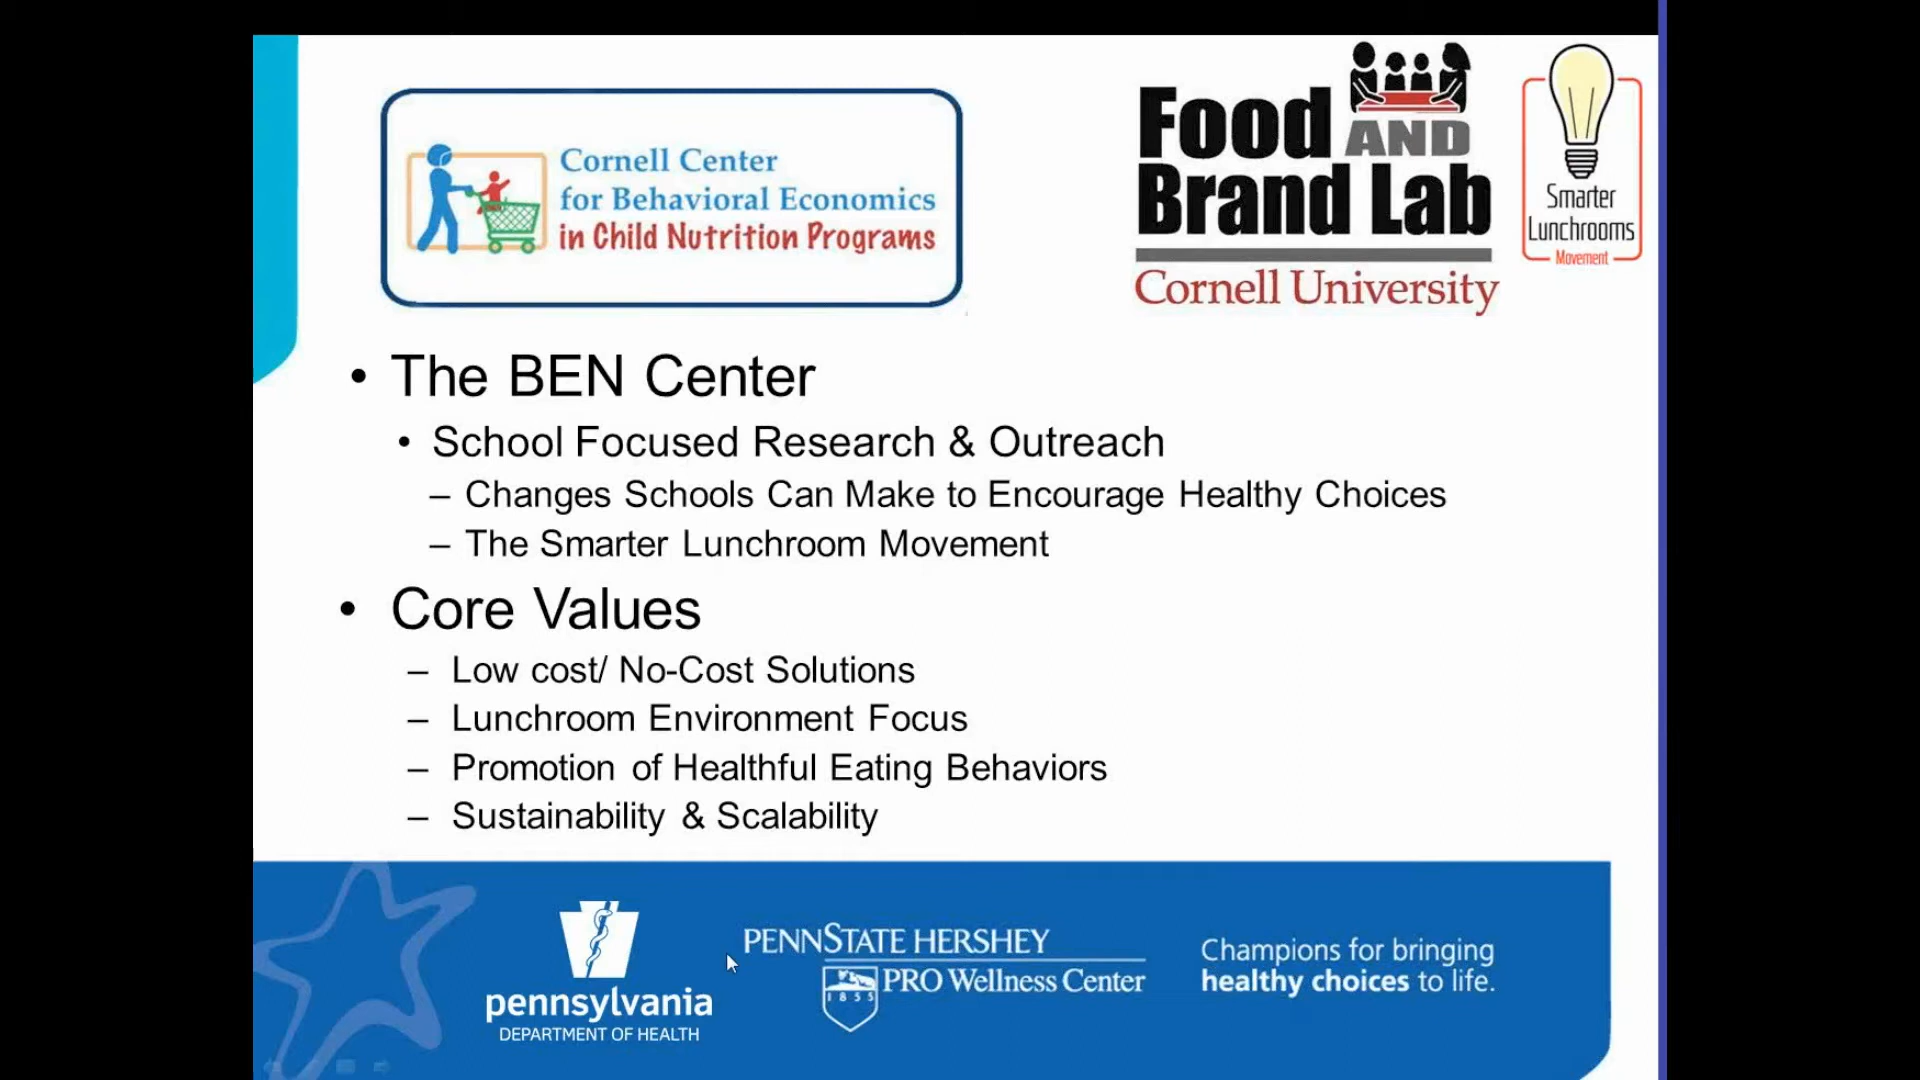 Cornell Center
for Behavioral Economics
in Child Nutrition Programs
Food AND
Brand Lab
Cornell University
Smarter
Lunchrooms
Movement
• The BEN Center
• School Focused Research & Outreach
– Changes Schools Can Make to Encourage Healthy Choices
– The Smarter Lunchroom Movement
• Core Values
– Low cost/ No-Cost Solutions
– Lunchroom Environment Focus
– Promotion of Healthful Eating Behaviors
– Sustainability & Scalability
pennsylvania
DEPARTMENT OF HEALTH
PENNSTATE HERSHEY
PRO Wellness Center
1855
Champions for bringing
healthy choices to life.